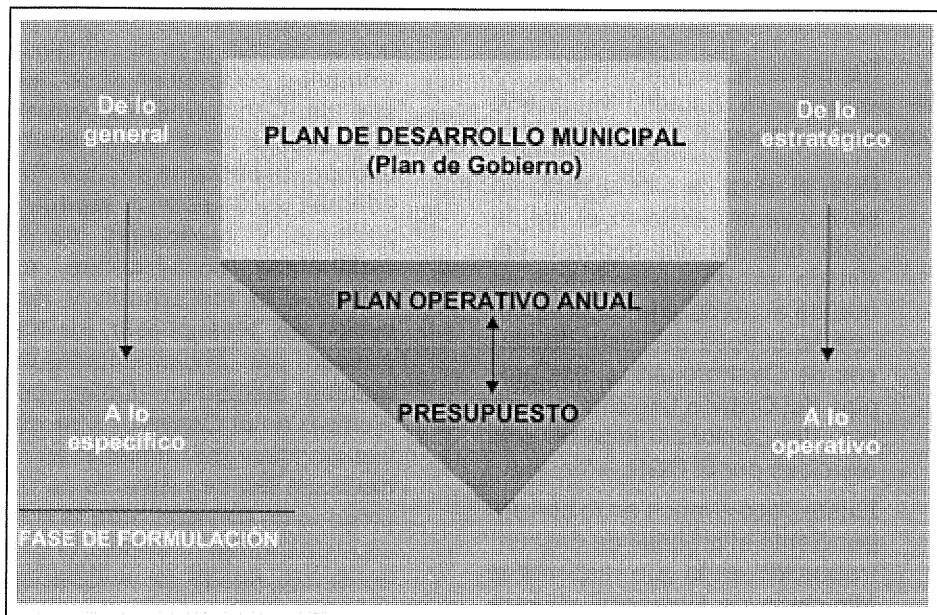 De lo
general
PLAN DE DESARROLLO MUNICIPAL
(Plan de Gobierno)
De lo
estratégico
PLAN OPERATIVO ANUAL
PRESUPUESTO
A lo
específico
A lo
operativo
FASE DE FORMULACIÓN